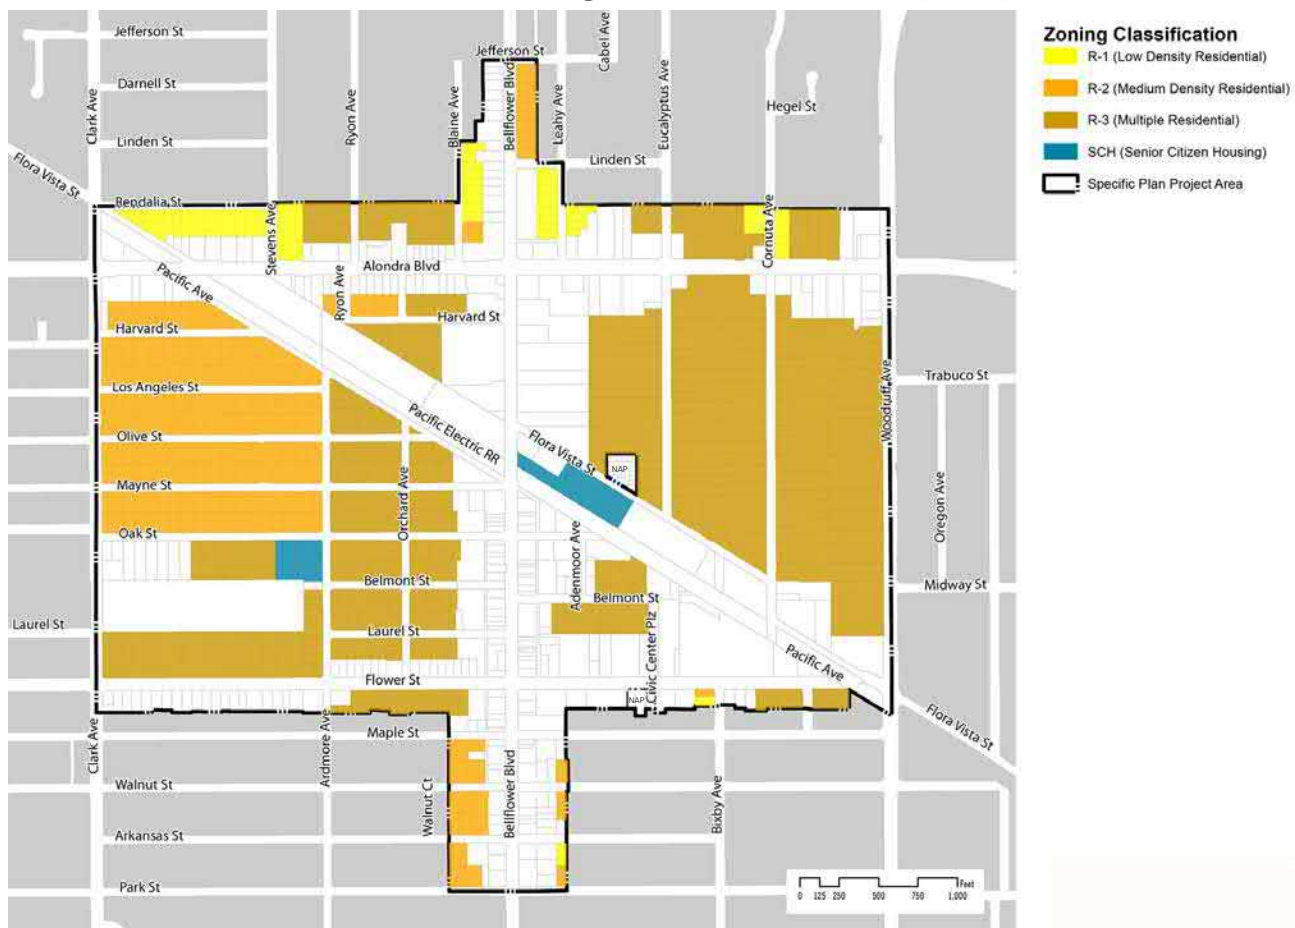 Zoning Classification
R-1 (Low Density Residential)
R-2 (Medium Density Residential)
R-3 (Multiple Residential)
SCH (Senior Citizen Housing)
Specific Plan Project Area
Jefferson St
Jefferson St
Cabel Ave
Darnell St
Clark Ave
Ryon Ave
Blaine Ave
Bellflower Blvd
Leahy Ave
Eucalyptus Ave
Hegel St
Linden St
Linden St
Flora Vista St
Rendalia St
Stevens Ave
Cornuta Ave
Alondra Blvd
Pacific Ave
Ryon Ave
Harvard St
Harvard St
Los Angeles St
Trabuco St
Woodruff Ave
Olive St
Pacific Electric RR
Flora Vista St
NAP
Mayne St
Orchard Ave
Oregon Ave
Oak St
Adenmoor Ave
Belmont St
Belmont St
Midway St
Laurel St
Laurel St
Civic Center Plz
Pacific Ave
Flower St
NAP
Flora Vista St
Clark Ave
Ardmore Ave
Maple St
Walnut St
Walnut Ct
Bellflower Blvd
Bixby Ave
Arkansas St
Park St
Feet
0 125 250 500 750 1,000